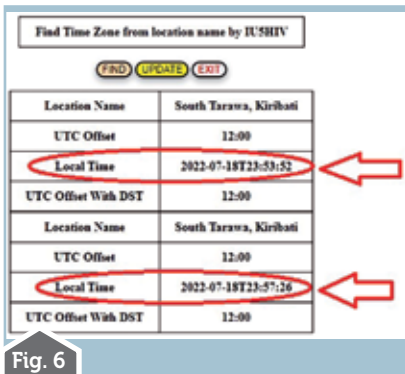 Find Time Zone from location name by IU5HIV
FIND UPDATE EXIT
Location Name South Tarawa, Kiribati
UTC Offset 12:00
Local Time 2022-07-18T23:53:52
UTC Offset With DST 12:00
Location Name South Tarawa, Kiribati
UTC Offset 12:00
Local Time 2022-07-18T23:57:26
UTC Offset With DST 12:00
Fig. 6